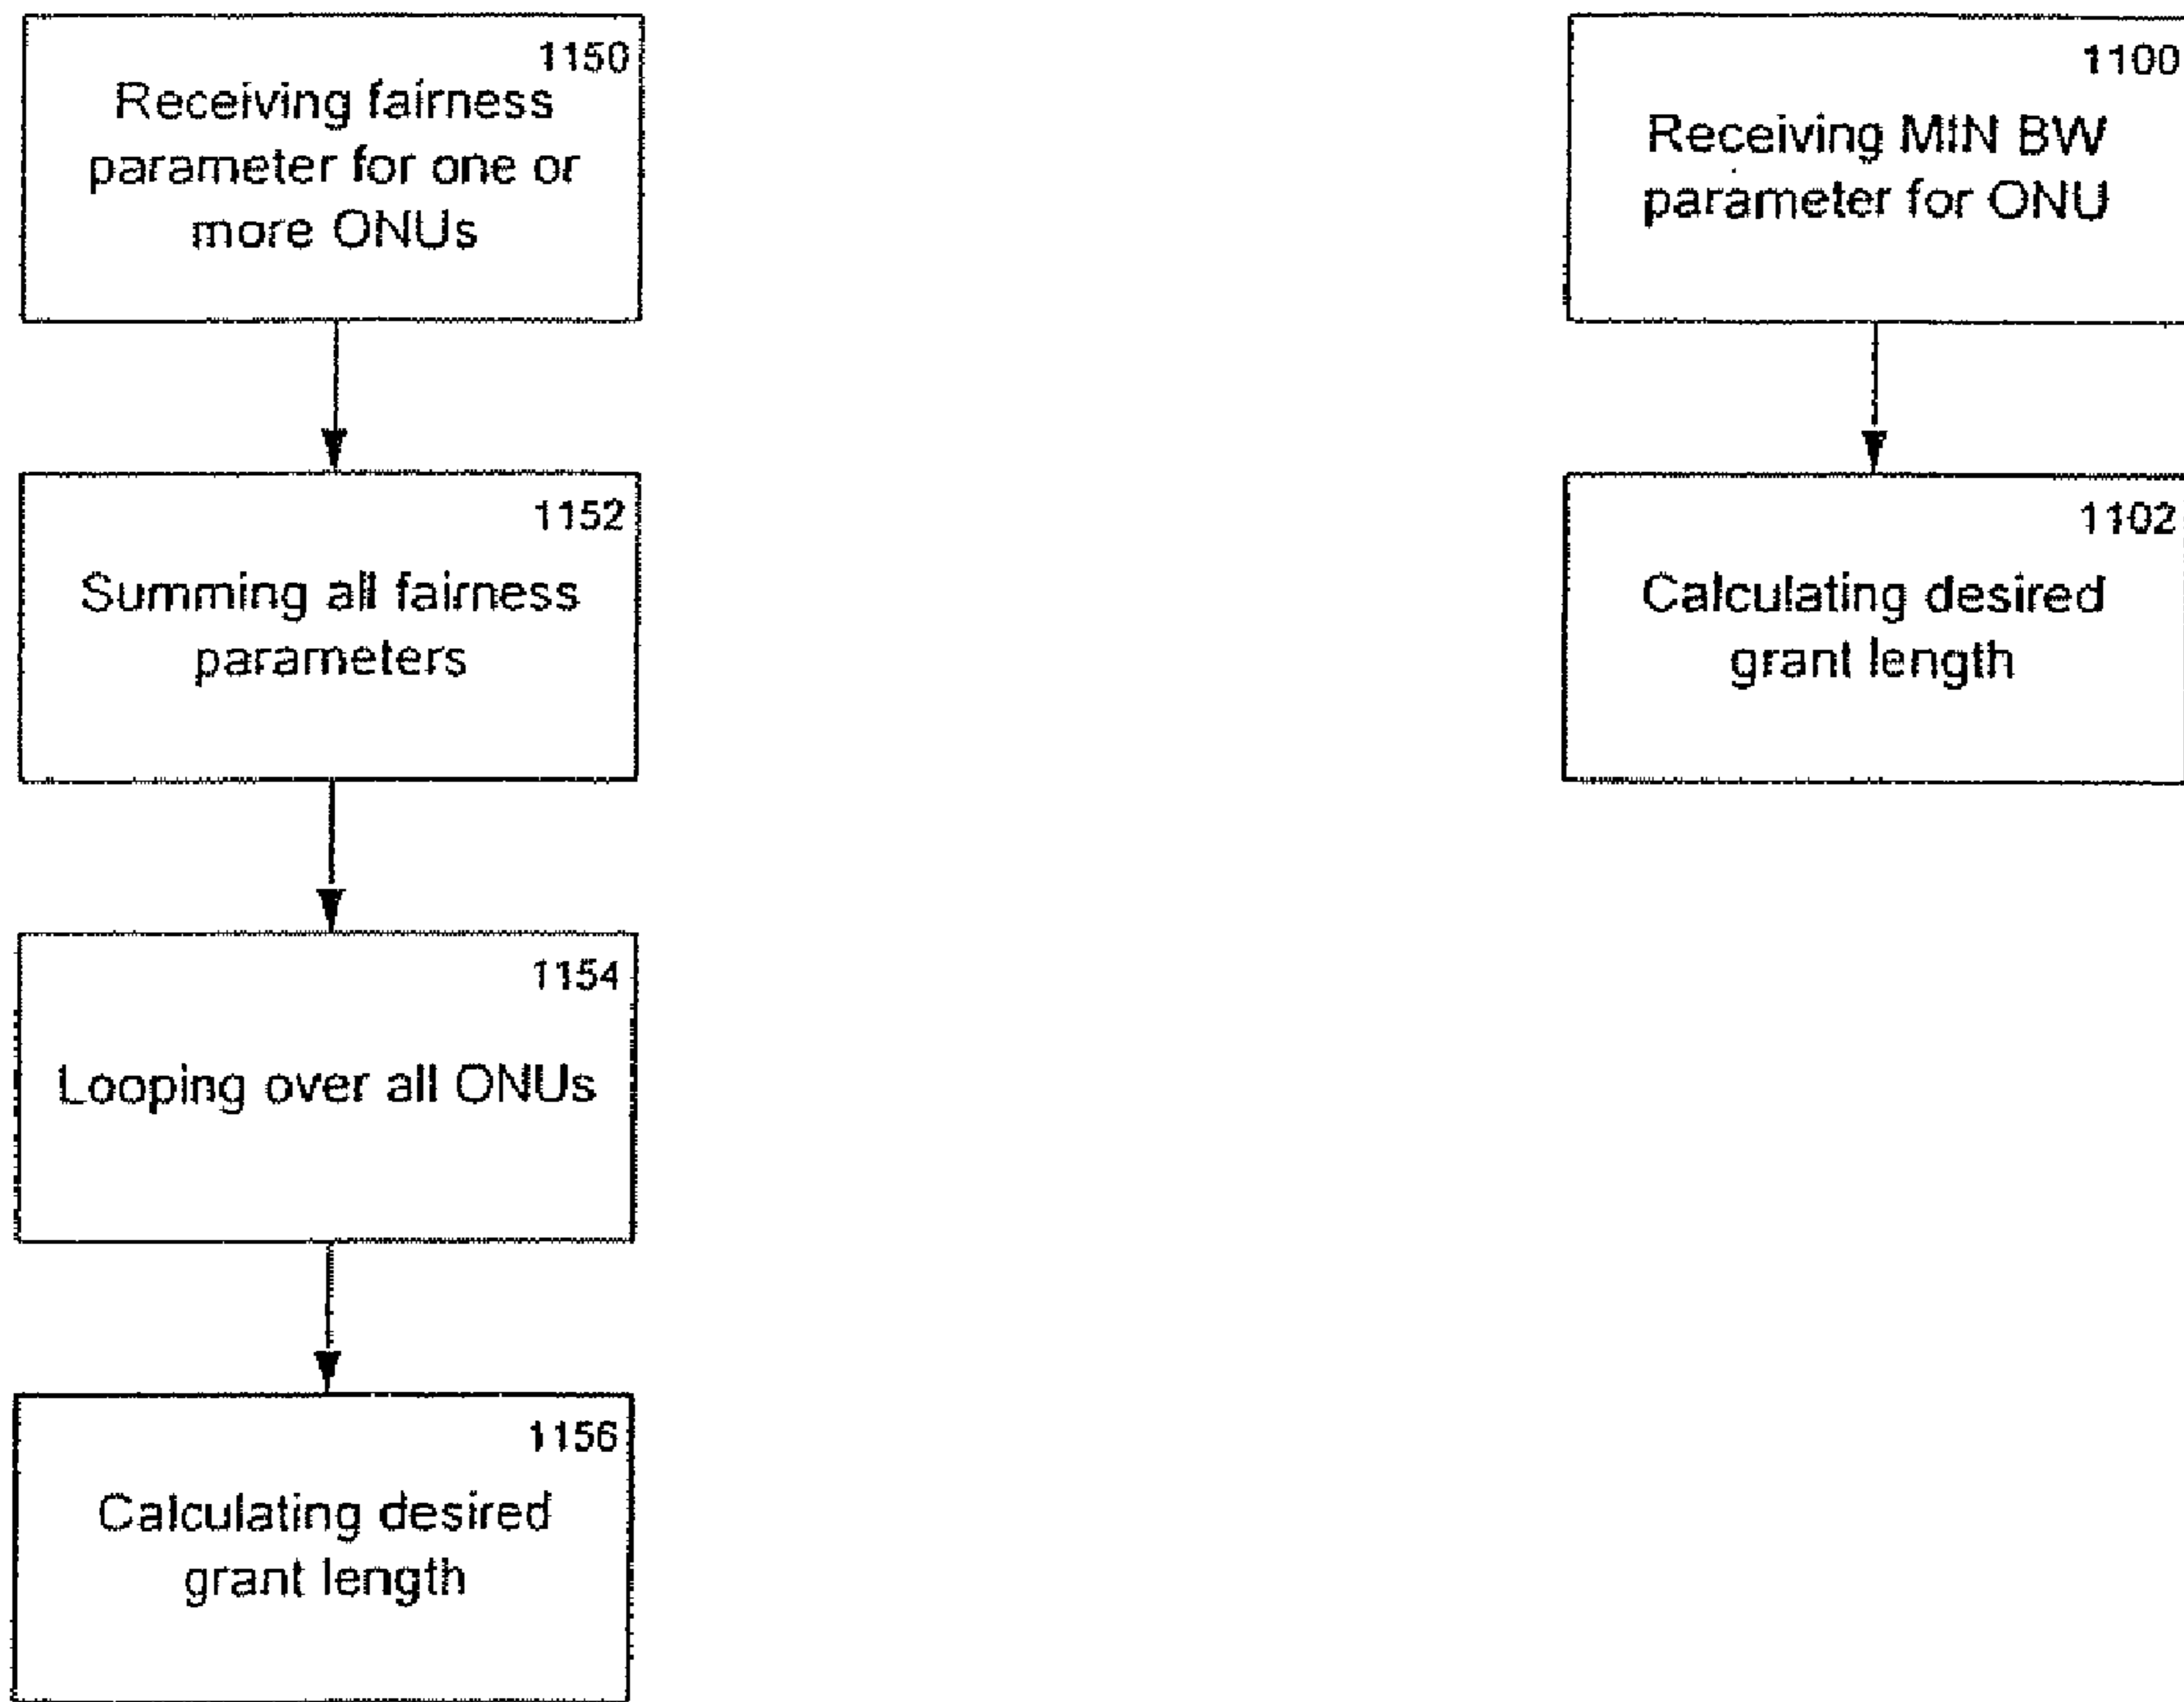 1150
Receiving fairness
parameter for one or
more ONUs
1152
Summing all fairness
parameters
1154
Looping over all ONUs
1156
Calculating desired
grant length
1100
Receiving MIN BW
parameter for ONU
1102
Calculating desired
grant length